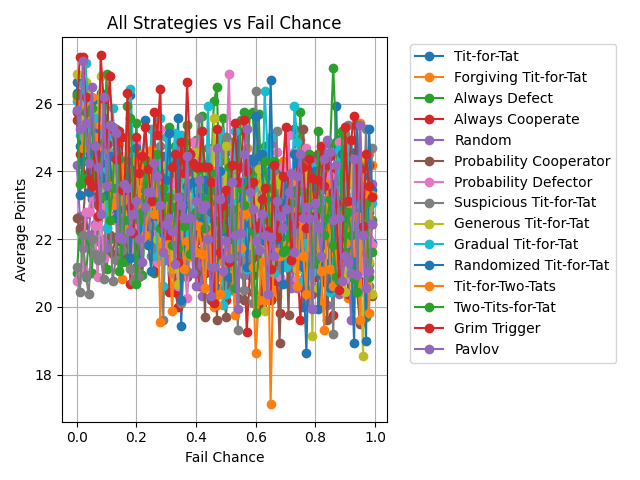 All Strategies vs Fail Chance
Average Points
26
24
22
20
18
0.0 0.2 0.4 0.6 0.8 1.0
Fail Chance
Tit-for-Tat
Forgiving Tit-for-Tat
Always Defect
Always Cooperate
Random
Probability Cooperator
Probability Defector
Suspicious Tit-for-Tat
Generous Tit-for-Tat
Gradual Tit-for-Tat
Randomized Tit-for-Tat
Tit-for-Two-Tats
Two-Tits-for-Tat
Grim Trigger
Pavlov